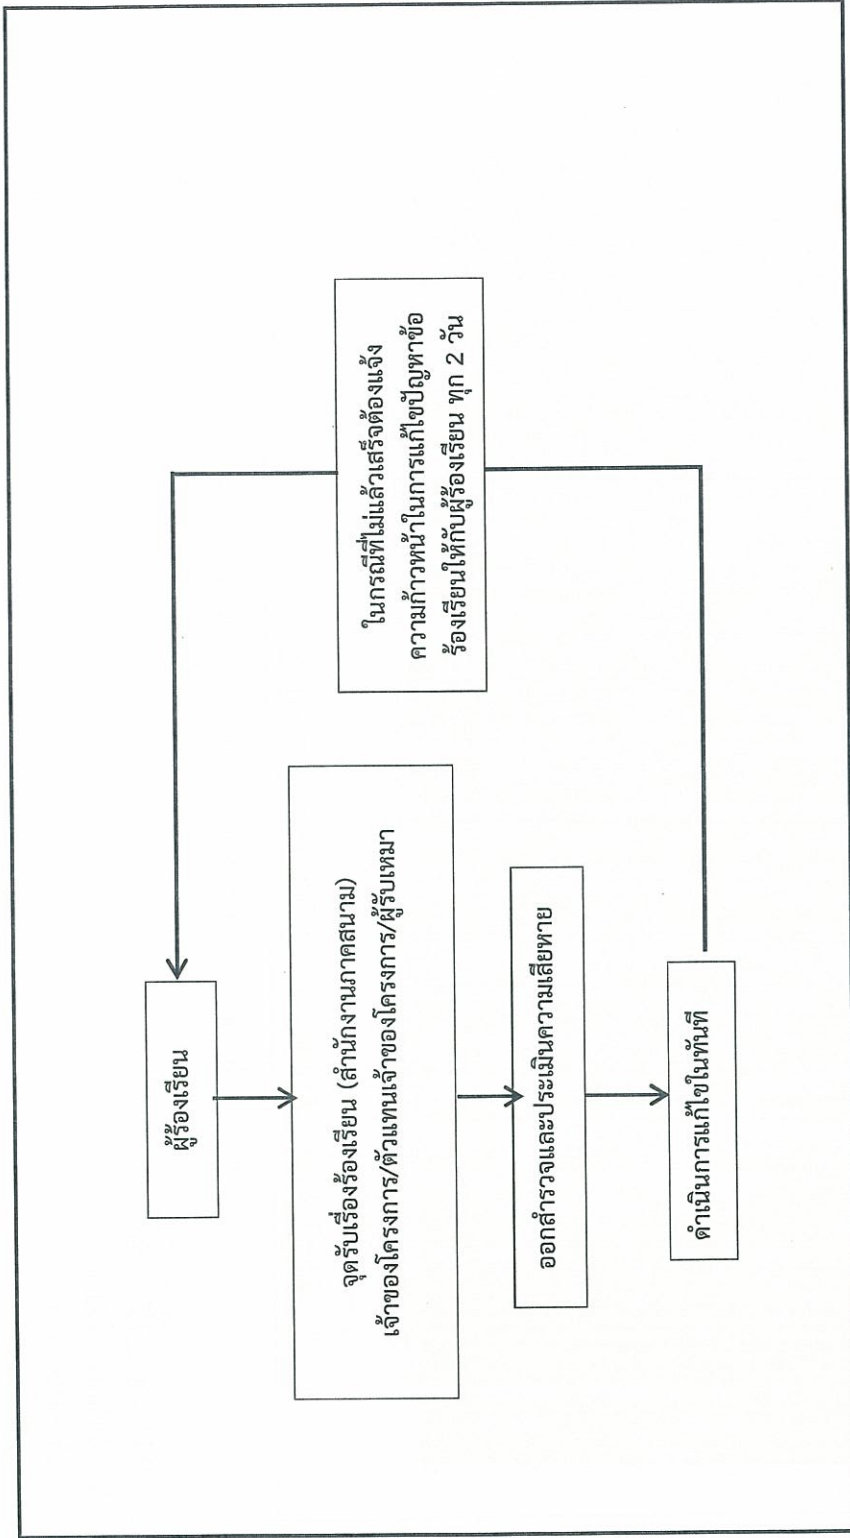 ผู้ร้องเรียน
จุดรับเรื่องร้องเรียน (สำนักงานภาคสนาม)
เจ้าของโครงการ/ตัวแทนเจ้าของโครงการ/ผู้รับเหมา
ออกสำรวจและประเมินความเสียหาย
ดำเนินการแก้ไขในทันที
ในกรณีที่ไม่แล้วเสร็จต้องแจ้ง
ความก้าวหน้าในการแก้ไขปัญหาข้อ
ร้องเรียนให้กับผู้ร้องเรียน ทุก 2 วัน